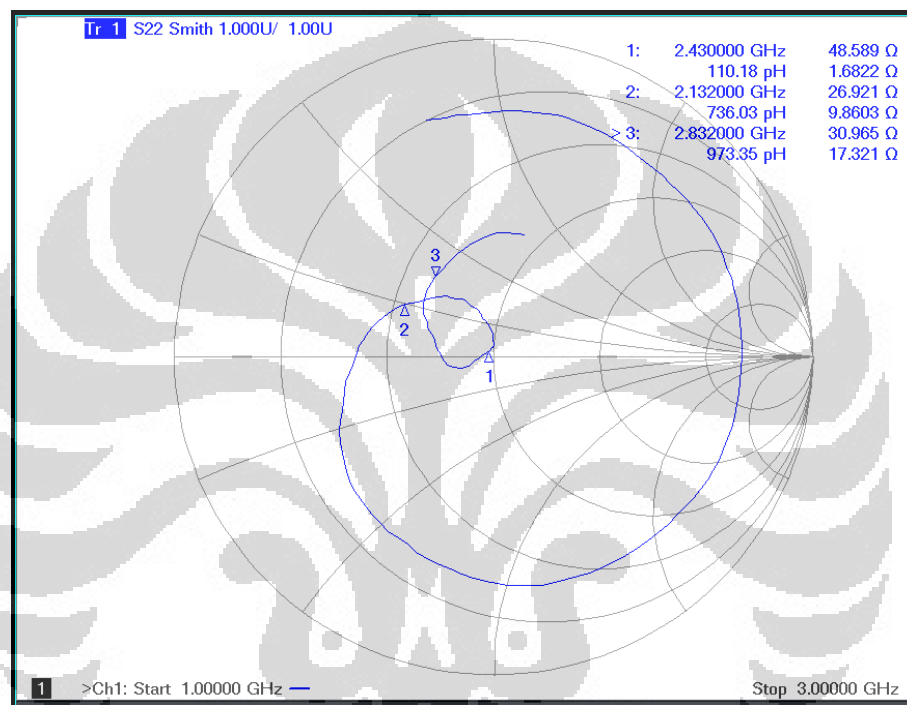 Tr 1 S22 Smith 1.000U/ 1.00U
1: 2.430000 GHz 48.589 Ω
110.18 pH 1.6822 Ω
2: 2.132000 GHz 26.921 Ω
736.03 pH 9.8603 Ω
> 3: 2.832000 GHz 30.965 Ω
973.35 pH 17.321 Ω
3
2
1
1 >Ch1: Start 1.00000 GHz Stop 3.00000 GHz